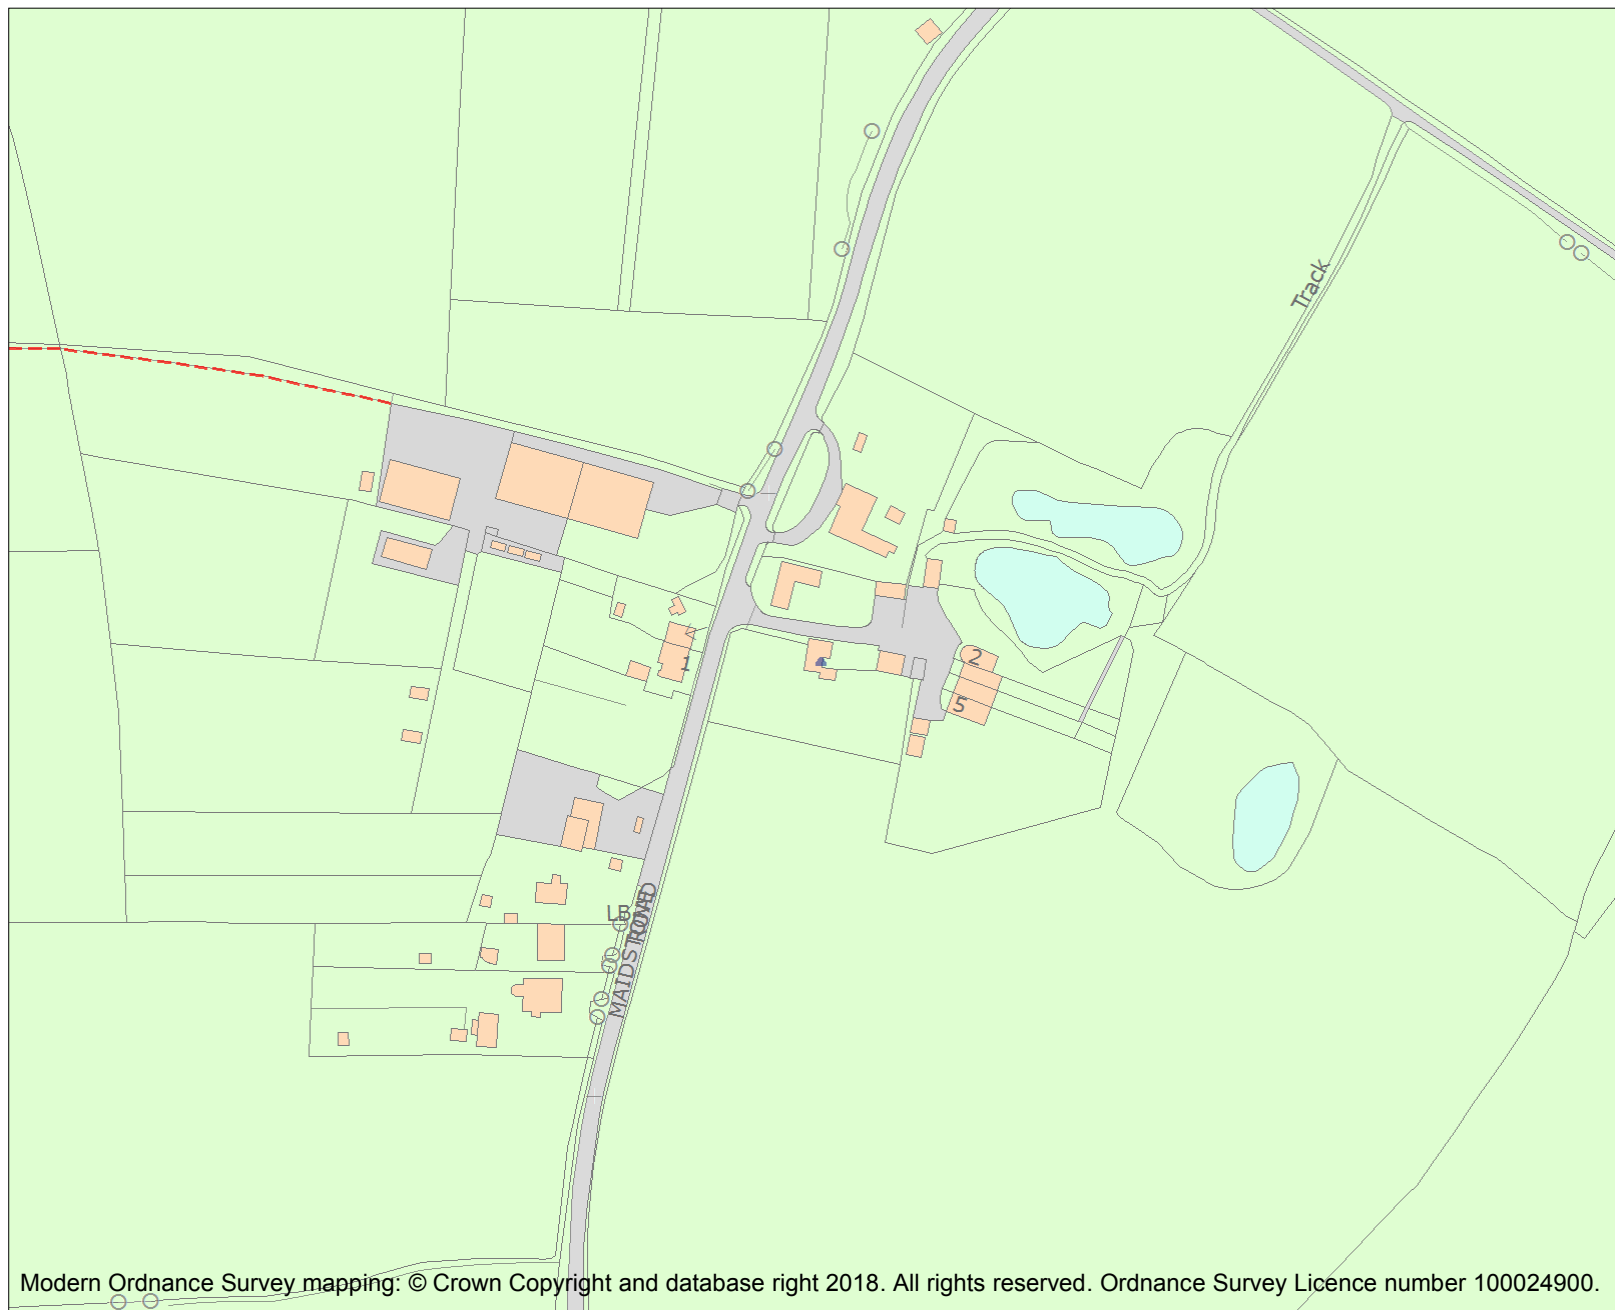 Track
1
2
5
LB
MAIDSTONE ROAD
Modern Ordnance Survey mapping: © Crown Copyright and database right 2018. All rights reserved. Ordnance Survey Licence number 100024900.